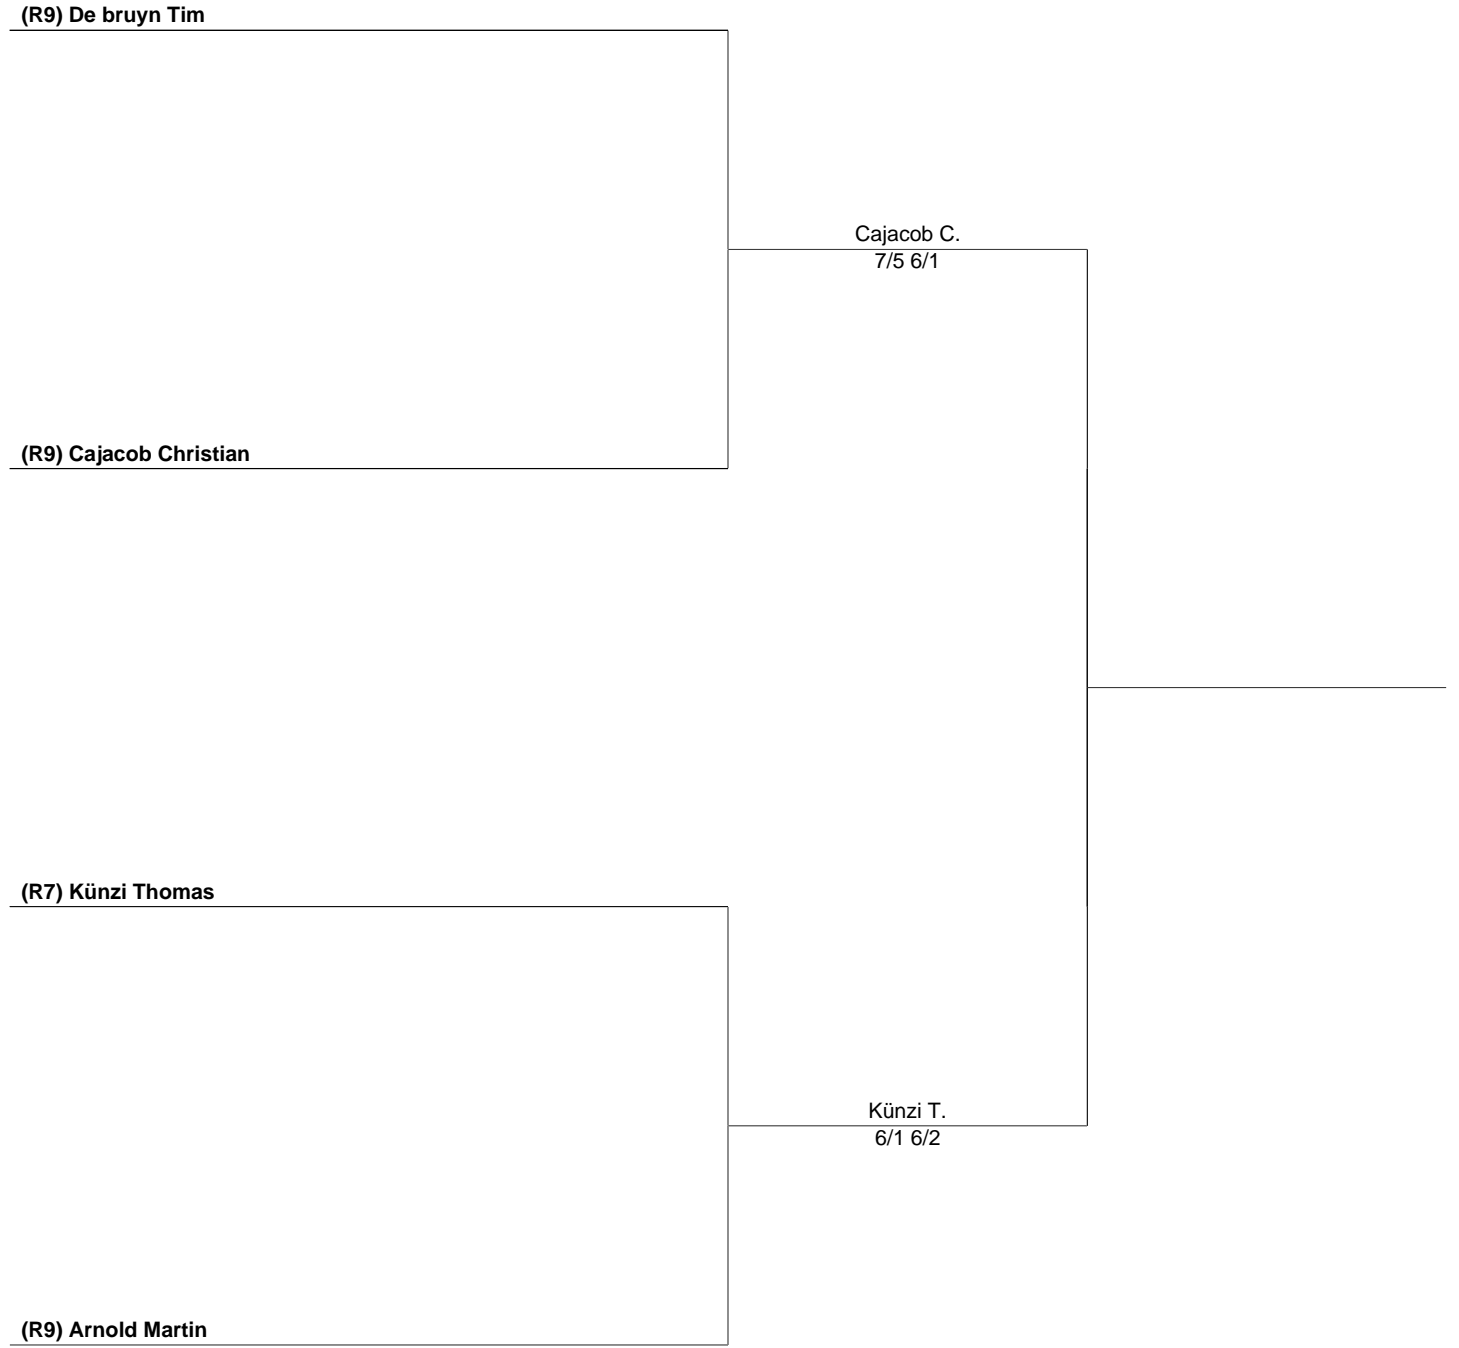 (R9) De bruyn Tim
Cajacob C.
7/5 6/1
(R9) Cajacob Christian
(R7) Künzi Thomas
Künzi T.
6/1 6/2
(R9) Arnold Martin